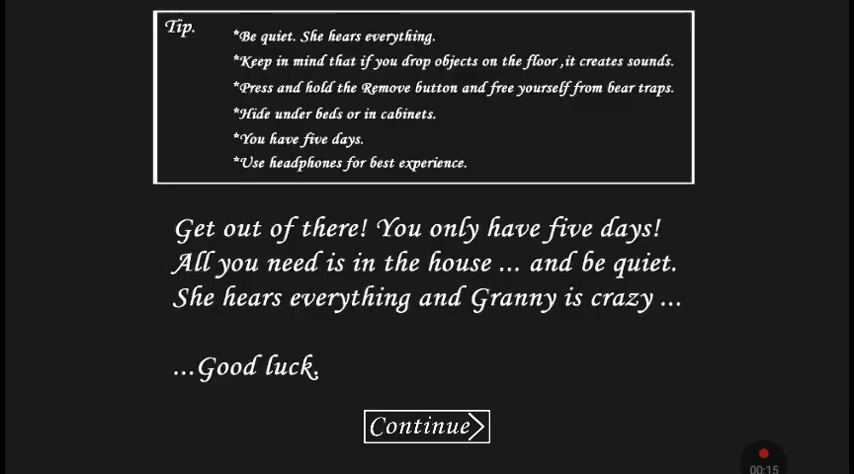 Tip.
*Be quiet. She hears everything.
*Keep in mind that if you drop objects on the floor ,it creates sounds.
*Press and hold the Remove button and free yourself from bear traps.
*Hide under beds or in cabinets.
*You have five days.
*Use headphones for best experience.
Get out of there! You only have five days!
All you need is in the house ... and be quiet.
She hears everything and Granny is crazy ...
...Good luck.
Continue
00:15